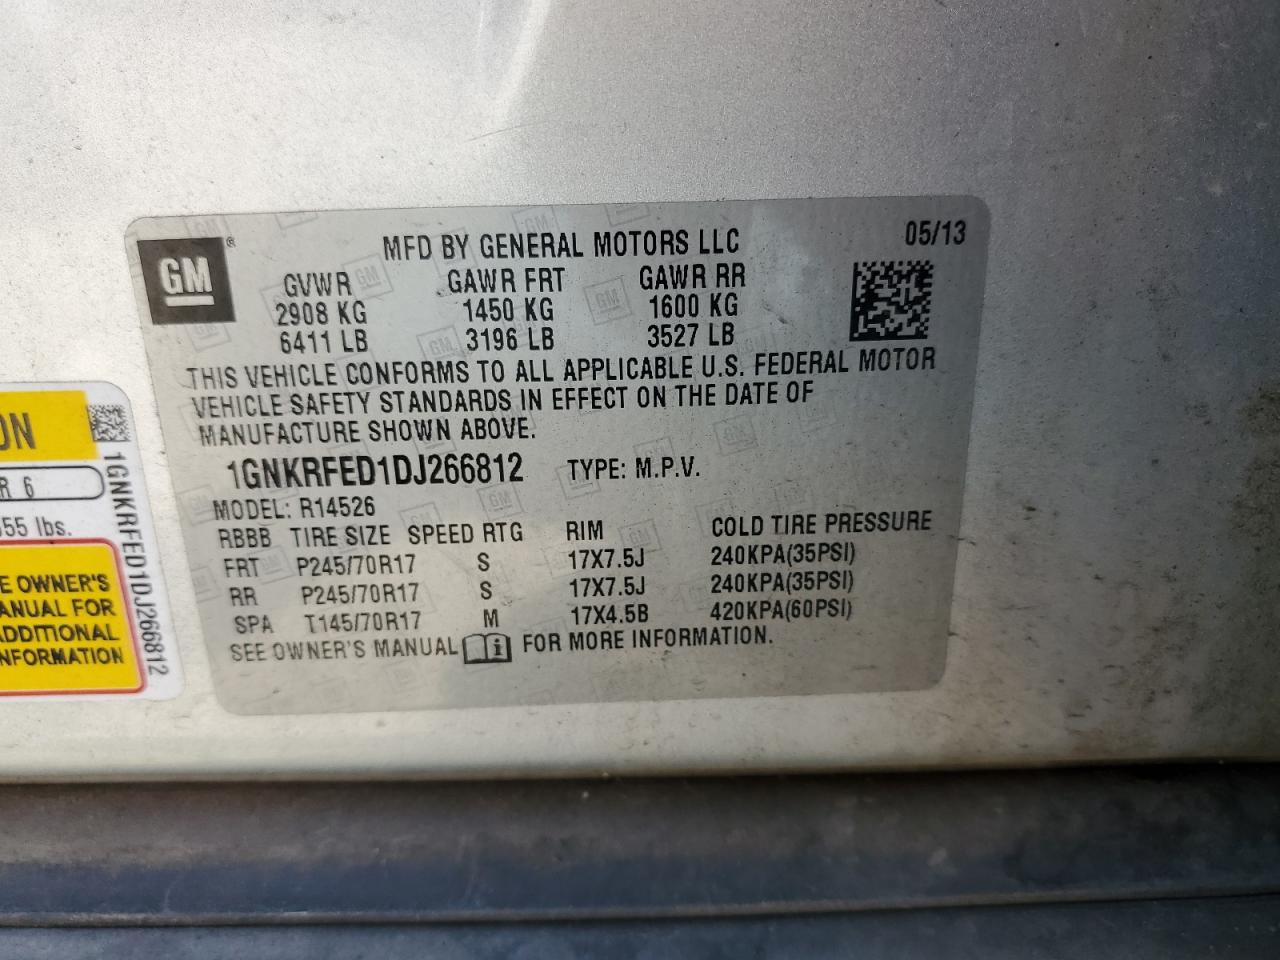 GM ®
MFD BY GENERAL MOTORS LLC 05/13
GVWR GAWR FRT GAWR RR
2908 KG 1450 KG 1600 KG
6411 LB 3196 LB 3527 LB
THIS VEHICLE CONFORMS TO ALL APPLICABLE U.S. FEDERAL MOTOR
VEHICLE SAFETY STANDARDS IN EFFECT ON THE DATE OF
MANUFACTURE SHOWN ABOVE.
1GNKRFED1DJ266812 TYPE: M.P.V.
MODEL: R14526
RBBB TIRE SIZE SPEED RTG RIM COLD TIRE PRESSURE
FRT P245/70R17 S 17X7.5J 240KPA(35PSI)
RR P245/70R17 S 17X7.5J 240KPA(35PSI)
SPA T145/70R17 M 17X4.5B 420KPA(60PSI)
SEE OWNER'S MANUAL i FOR MORE INFORMATION.
ON
R 6
55 lbs.
E OWNER'S
ANUAL FOR
ADDITIONAL
NFORMATION
1GNKRFED1DJ266812